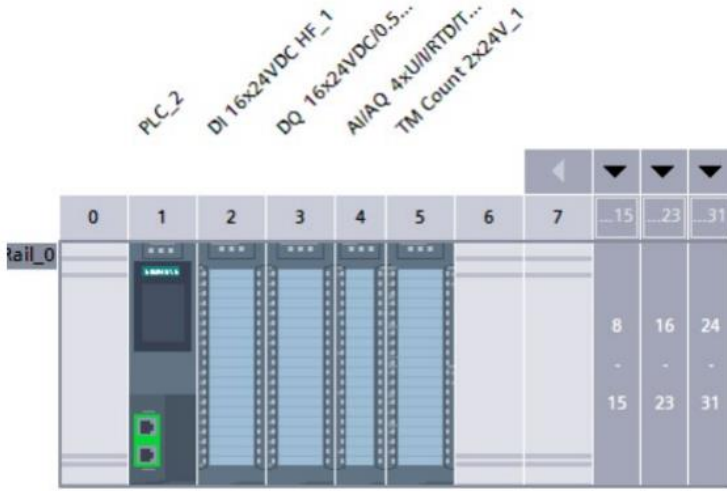 PLC_2
DI 16x24VDC HF_1
DQ 16x24VDC/0.5...
AI/AQ 4xU/I/RTD/T...
TM Count 2x24V_1
0 1 2 3 4 5 6 7 ...15 ...23 ...31
Rail_0
SIEMENS
8 16 24
- - -
15 23 31